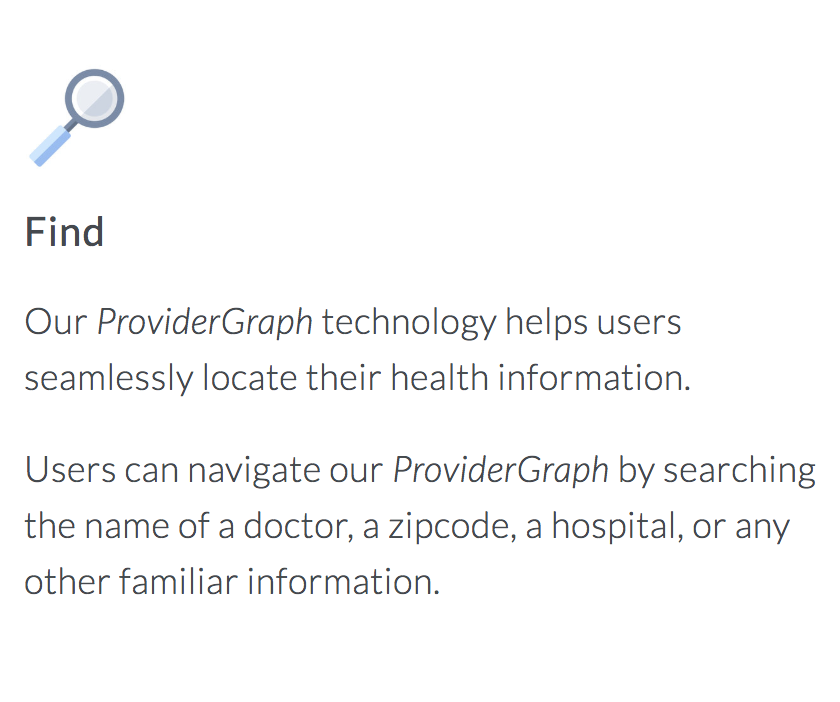 Find
Our ProviderGraph technology helps users
seamlessly locate their health information.
Users can navigate our ProviderGraph by searching
the name of a doctor, a zipcode, a hospital, or any
other familiar information.